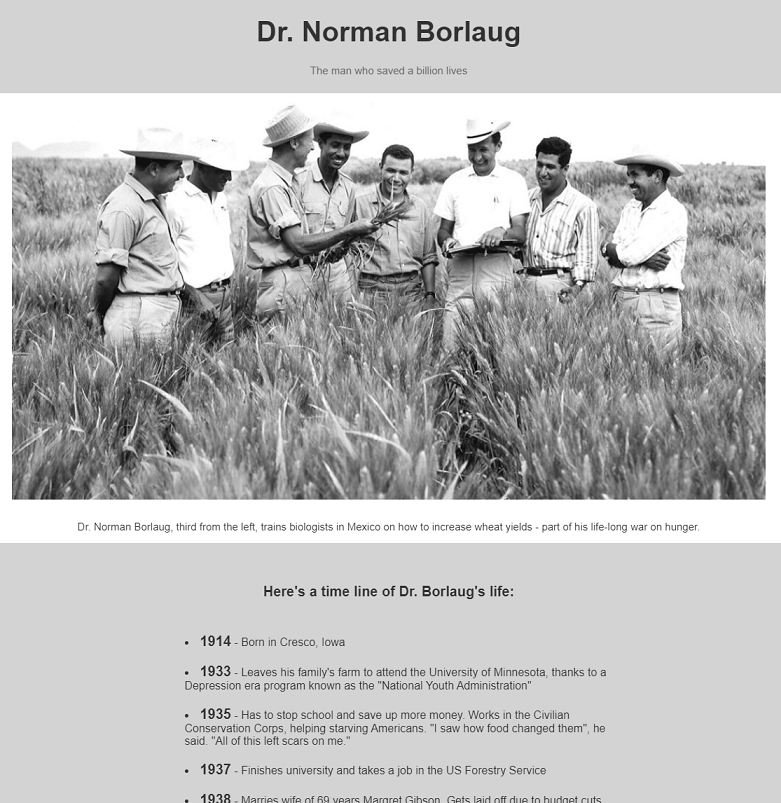 Dr. Norman Borlaug
The man who saved a billion lives
Dr. Norman Borlaug, third from the left, trains biologists in Mexico on how to increase wheat yields - part of his life-long war on hunger.
Here's a time line of Dr. Borlaug's life:
• 1914 - Born in Cresco, Iowa
• 1933 - Leaves his family's farm to attend the University of Minnesota, thanks to a
Depression era program known as the "National Youth Administration"
• 1935 - Has to stop school and save up more money. Works in the Civilian
Conservation Corps, helping starving Americans. "I saw how food changed them", he
said. "All of this left scars on me."
• 1937 - Finishes university and takes a job in the US Forestry Service
• 1938 - Marries wife of 69 years Margret Gibson. Gets laid off due to budget cuts.